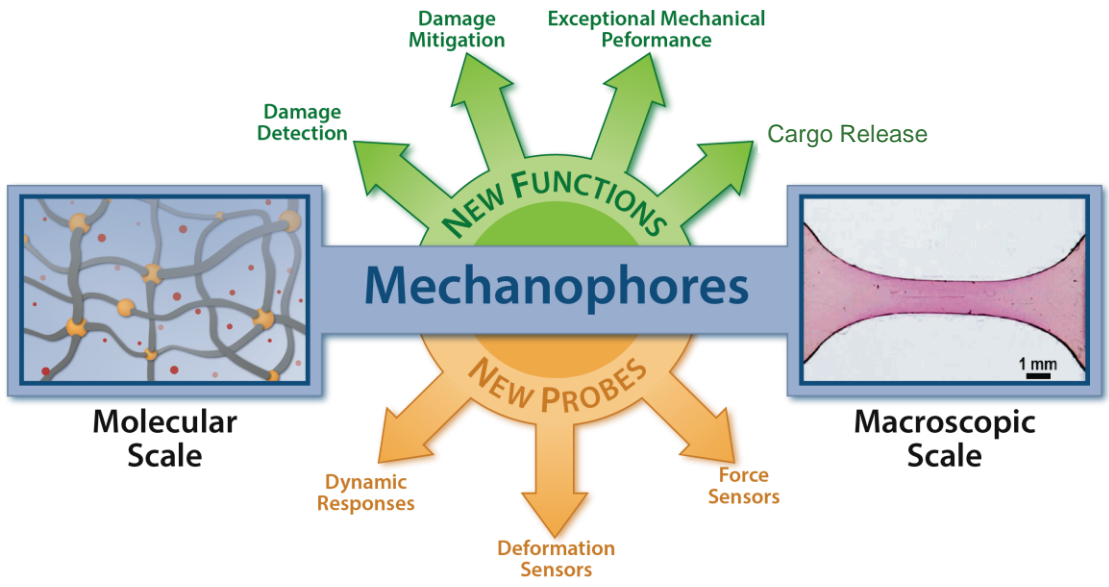 Damage
Mitigation
Exceptional Mechanical
Peformance
Damage
Detection
Cargo Release
NEW FUNCTIONS
Mechanophores
1 mm
NEW PROBES
Molecular
Scale
Macroscopic
Scale
Dynamic
Responses
Force
Sensors
Deformation
Sensors